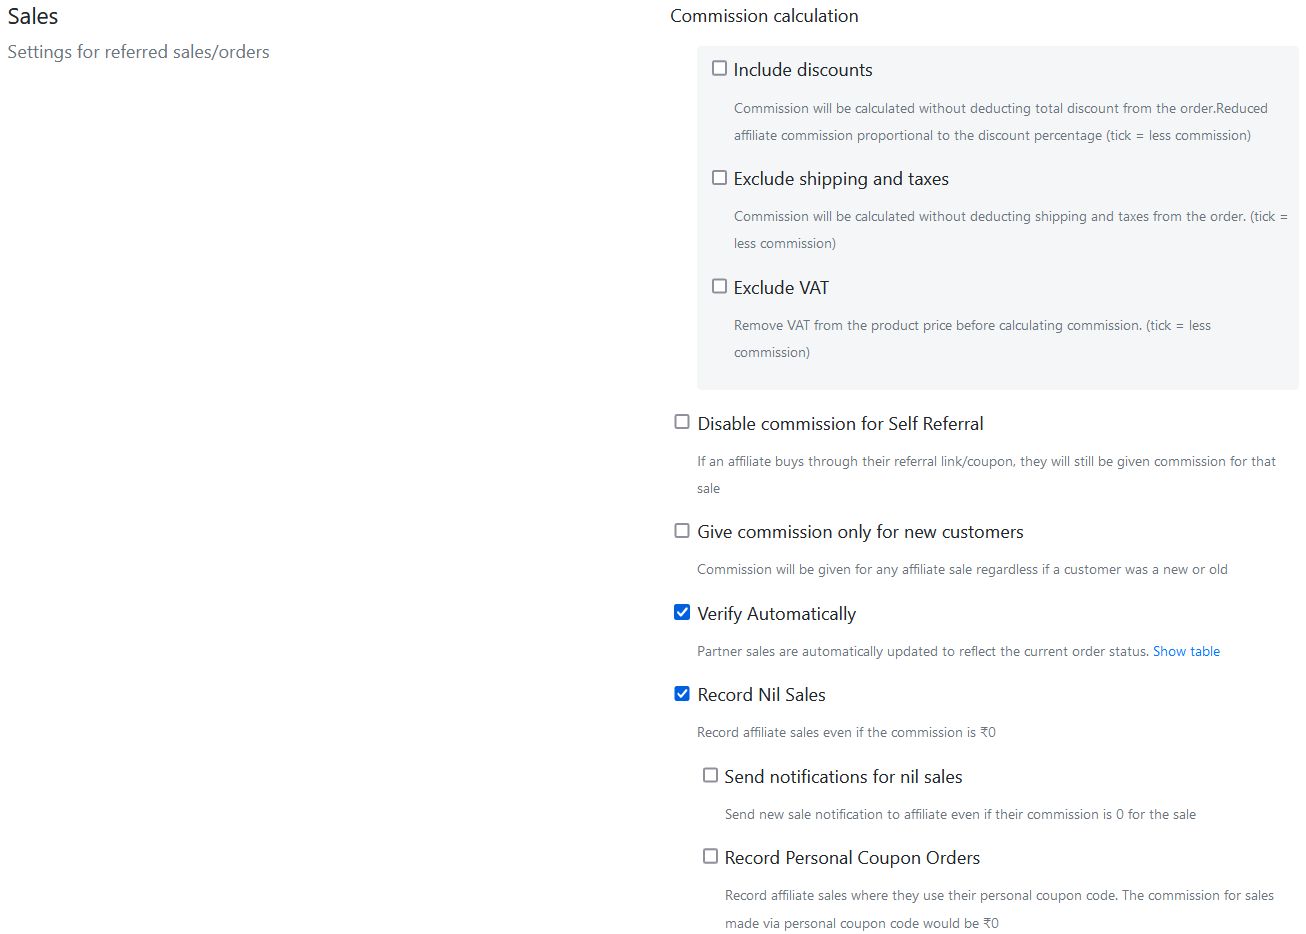 Sales
Settings for referred sales/orders
Commission calculation
Include discounts
Commission will be calculated without deducting total discount from the order.Reduced
affiliate commission proportional to the discount percentage (tick = less commission)
Exclude shipping and taxes
Commission will be calculated without deducting shipping and taxes from the order. (tick =
less commission)
Exclude VAT
Remove VAT from the product price before calculating commission. (tick = less
commission)
Disable commission for Self Referral
If an affiliate buys through their referral link/coupon, they will still be given commission for that
sale
Give commission only for new customers
Commission will be given for any affiliate sale regardless if a customer was a new or old
Verify Automatically
Partner sales are automatically updated to reflect the current order status. Show table
Record Nil Sales
Record affiliate sales even if the commission is ₹0
Send notifications for nil sales
Send new sale notification to affiliate even if their commission is 0 for the sale
Record Personal Coupon Orders
Record affiliate sales where they use their personal coupon code. The commission for sales
made via personal coupon code would be ₹0